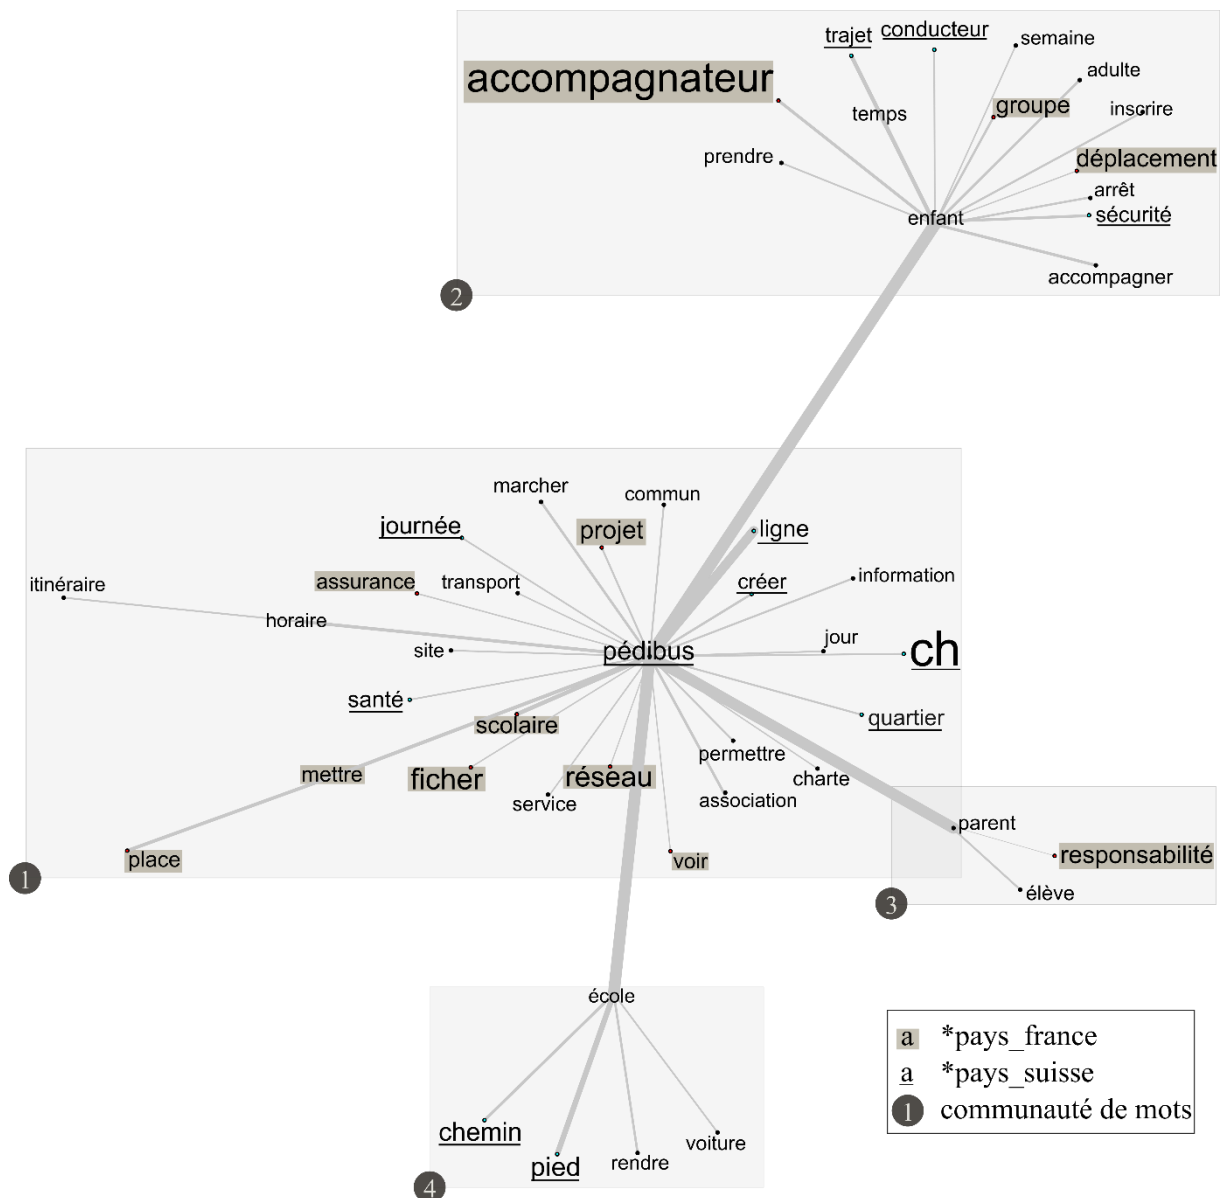 trajet
conducteur
semaine
accompagnateur
adulte
temps
groupe
inscrire
prendre
déplacement
arrêt
enfant
sécurité
accompagner
2
marcher
commun
journée
projet
ligne
itinéraire
assurance
transport
créer
information
horaire
site
pédibus
jour
ch
santé
scolaire
quartier
mettre
ficher
réseau
permettre
charte
service
association
place
voir
parent
responsabilité
1
élève
3
école
chemin
pied
rendre
voiture
4
a *pays_france
a *pays_suisse
1 communauté de mots